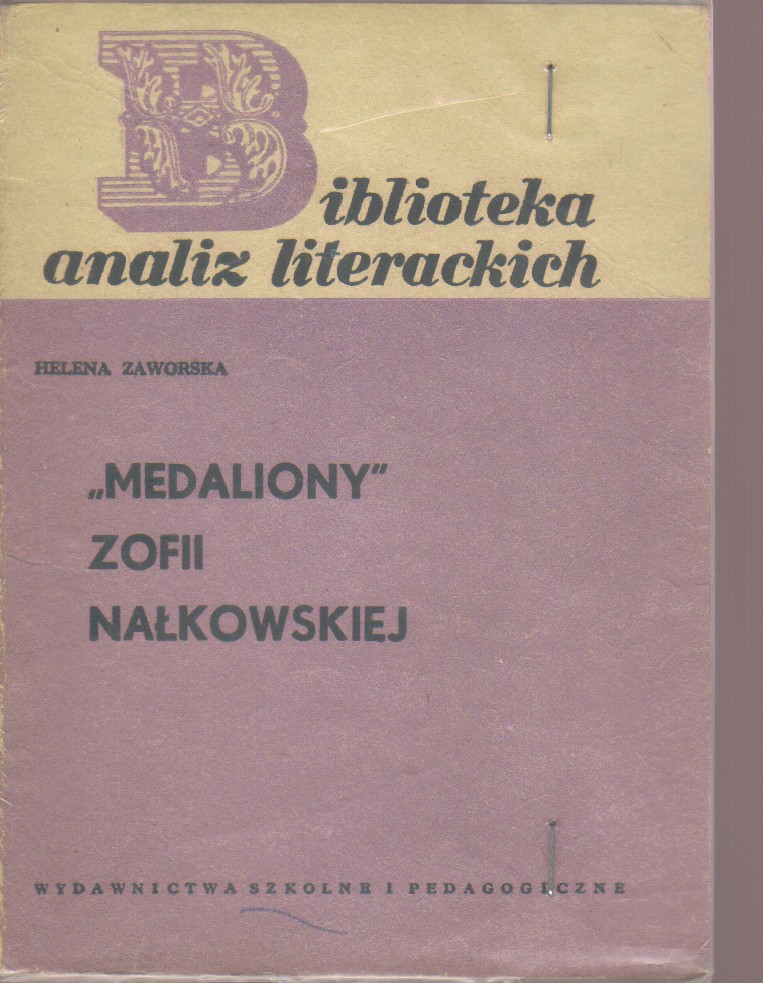 Biblioteka
analiz literackich
HELENA ZAWORSKA
„MEDALIONY”
ZOFII
NAŁKOWSKIEJ
WYDAWNICTWA SZKOLNE I PEDAGOGICZNE